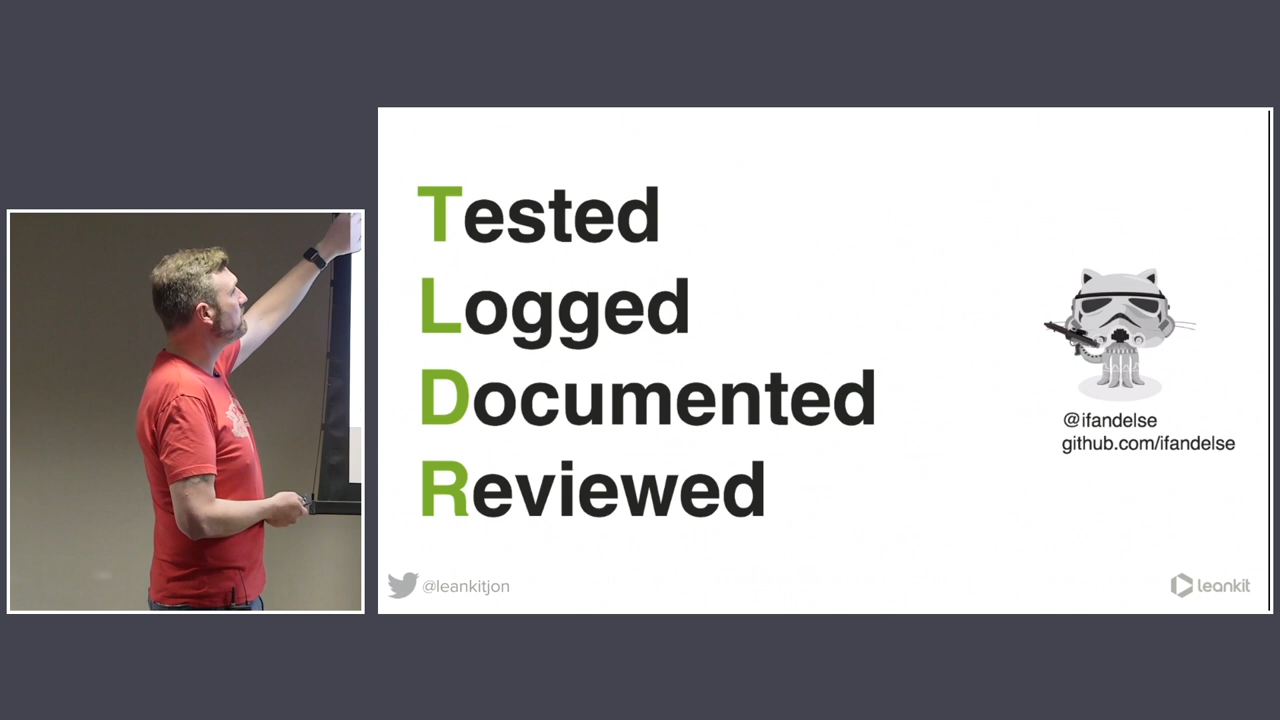 Tested
Logged
Documented
Reviewed
@ifandelse
github.com/ifandelse
@leankitjon
leankit